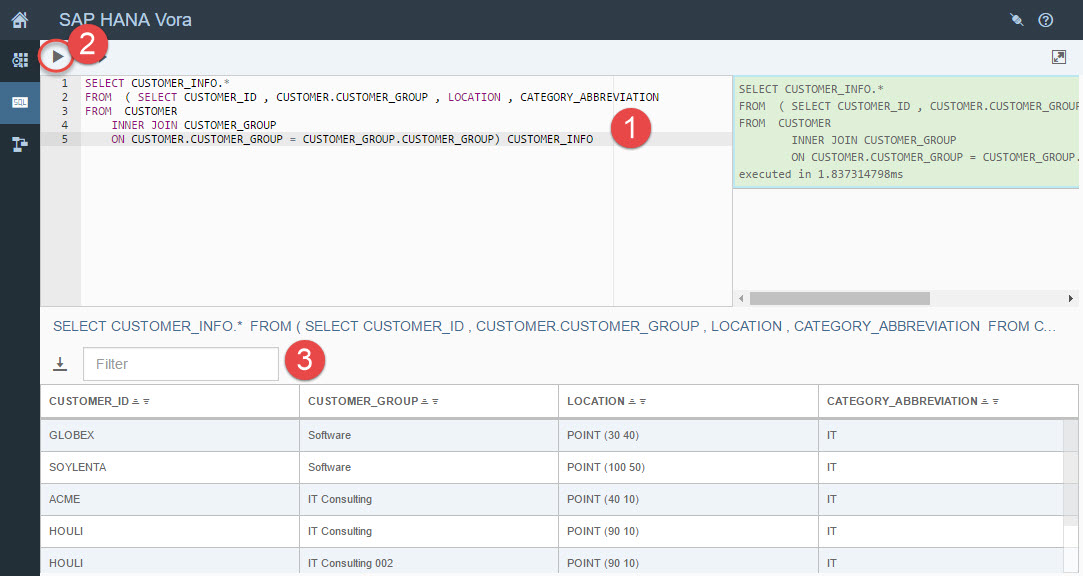 SAP HANA Vora
2
SQL
1 SELECT CUSTOMER_INFO.*
2 FROM ( SELECT CUSTOMER_ID , CUSTOMER.CUSTOMER_GROUP , LOCATION , CATEGORY_ABBREVIATION
3 FROM CUSTOMER
4 INNER JOIN CUSTOMER_GROUP
5 ON CUSTOMER.CUSTOMER_GROUP = CUSTOMER_GROUP.CUSTOMER_GROUP) CUSTOMER_INFO
1
SELECT CUSTOMER_INFO.*
FROM ( SELECT CUSTOMER_ID , CUSTOMER.CUSTOMER_GROUP
FROM CUSTOMER
INNER JOIN CUSTOMER_GROUP
ON CUSTOMER.CUSTOMER_GROUP = CUSTOMER_GROUP.
executed in 1.837314798ms
SELECT CUSTOMER_INFO.* FROM ( SELECT CUSTOMER_ID , CUSTOMER.CUSTOMER_GROUP , LOCATION , CATEGORY_ABBREVIATION FROM C...
Filter
3
CUSTOMER_ID CUSTOMER_GROUP LOCATION CATEGORY_ABBREVIATION
GLOBEX Software POINT (30 40) IT
SOYLENTA Software POINT (100 50) IT
ACME IT Consulting POINT (40 10) IT
HOULI IT Consulting POINT (90 10) IT
HOULI IT Consulting 002 POINT (90 10) IT